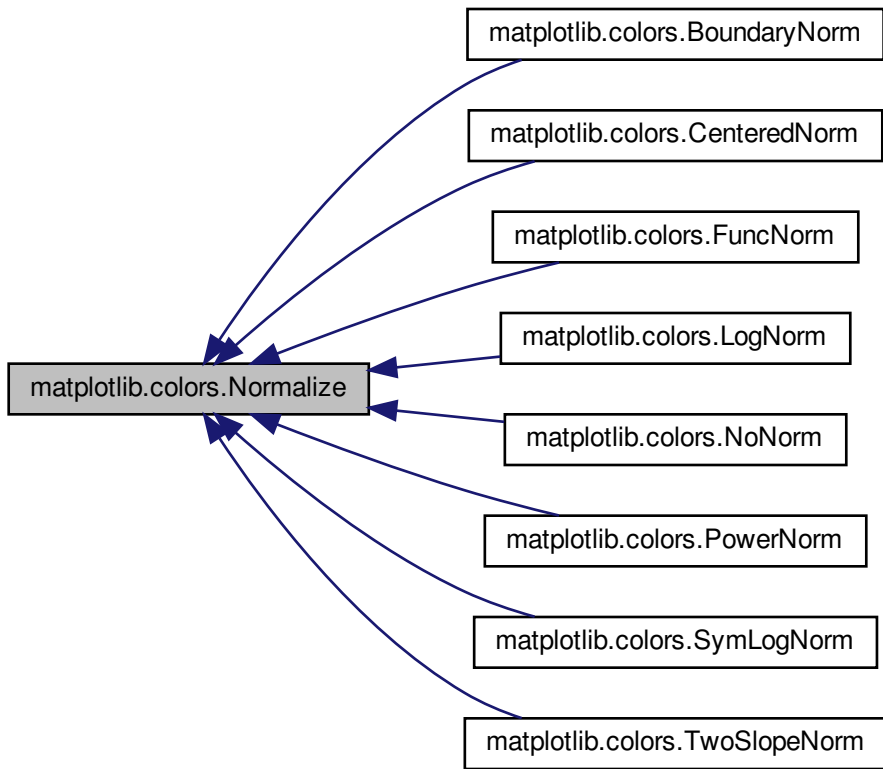 matplotlib.colors.BoundaryNorm
matplotlib.colors.CenteredNorm
matplotlib.colors.FuncNorm
matplotlib.colors.LogNorm
matplotlib.colors.Normalize
matplotlib.colors.NoNorm
matplotlib.colors.PowerNorm
matplotlib.colors.SymLogNorm
matplotlib.colors.TwoSlopeNorm